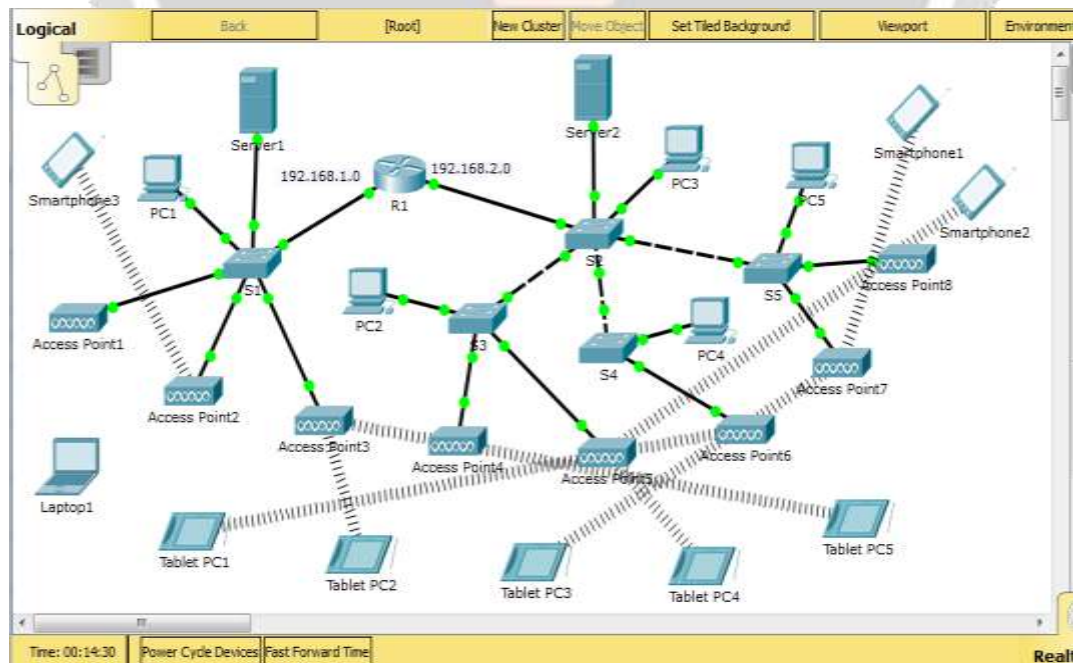 Logical
Back
[Root]
New Cluster
Move Object
Set Tiled Background
Viewport
Environment
Server1
Server2
Smartphone1
Smartphone3
PC1
192.168.1.0
192.168.2.0
R1
PC3
PC5
Smartphone2
S1
S2
S5
Access Point8
PC2
Access Point1
S3
PC4
S4
Access Point7
Access Point2
Access Point3
Access Point4
Access Point5
Access Point6
Laptop1
Tablet PC1
Tablet PC2
Tablet PC3
Tablet PC4
Tablet PC5
Time: 00:14:30
Power Cycle Devices
Fast Forward Time
Realt